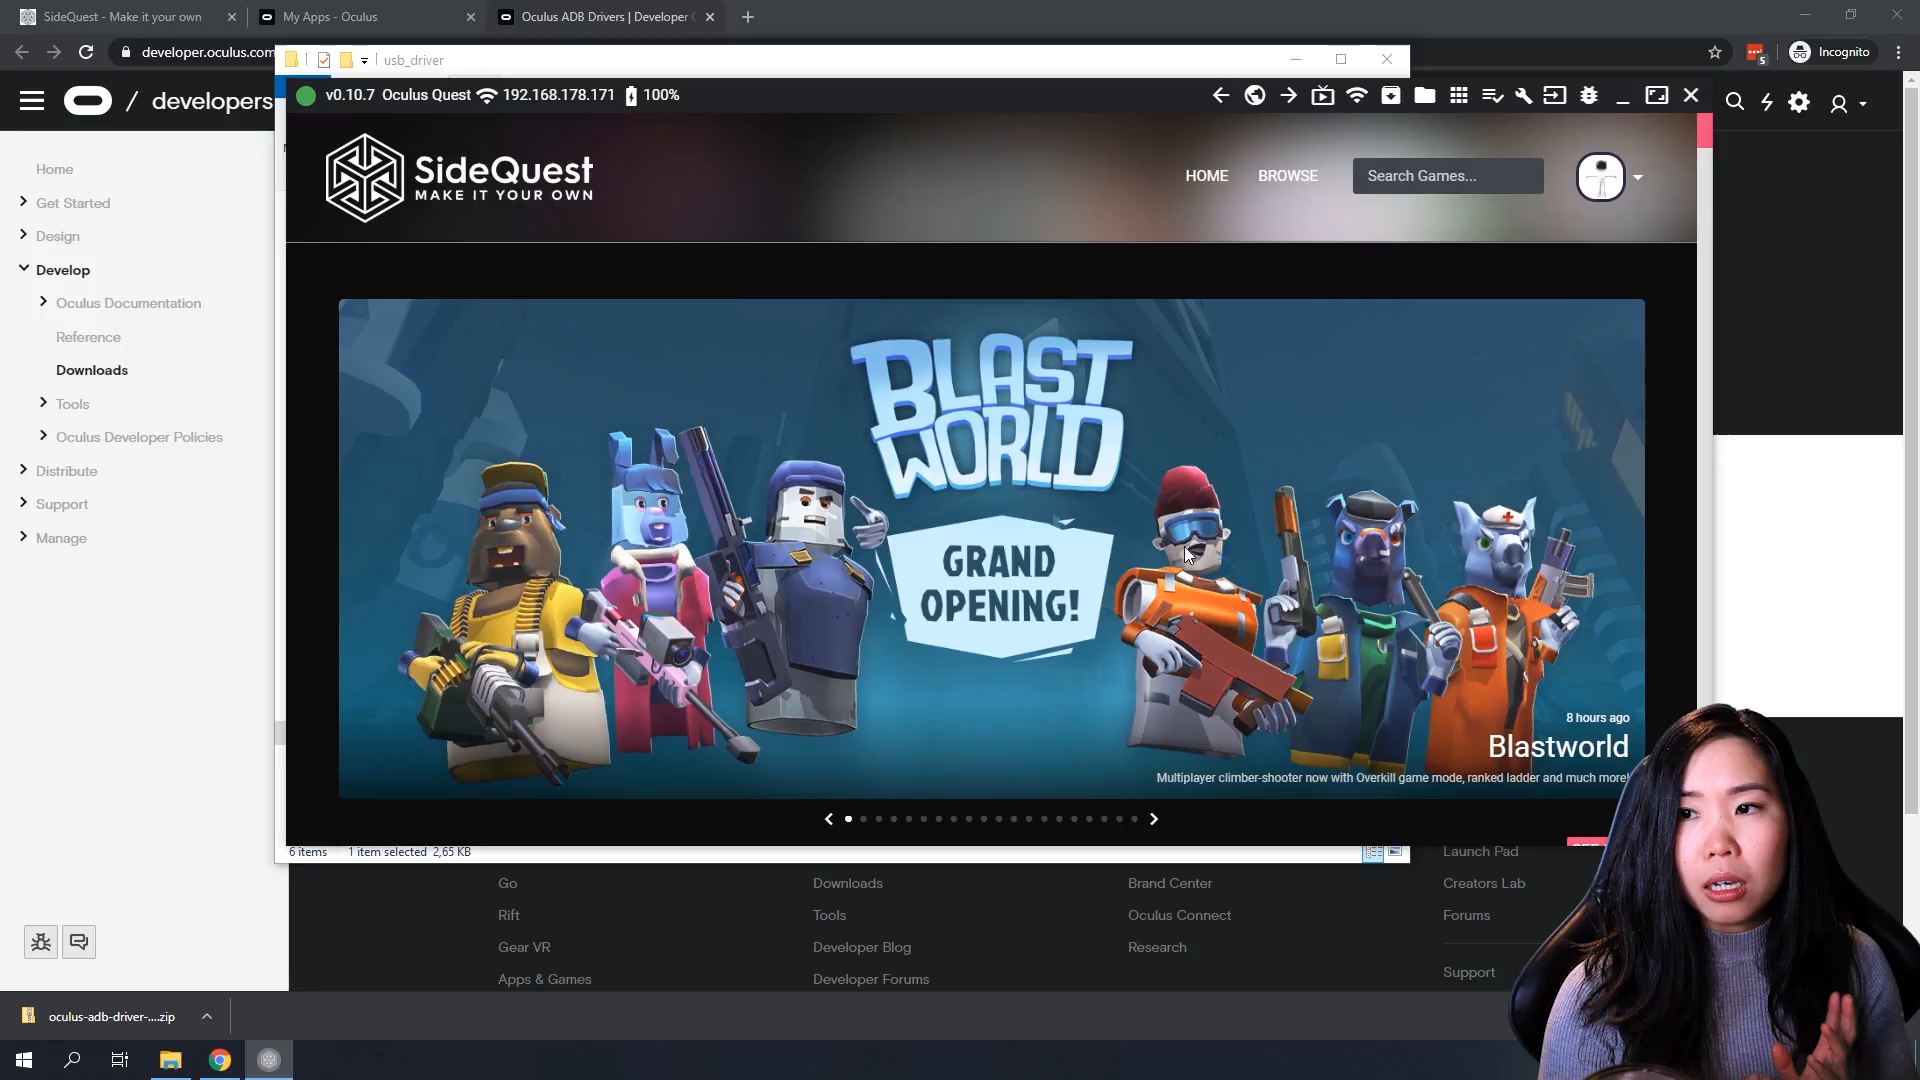 SideQuest - Make it your own
My Apps - Oculus
Oculus ADB Drivers | Developer
developer.oculus.com
5
Incognito
usb_driver
/ developers
v0.10.7 Oculus Quest 192.168.178.171 100%
SideQuest
MAKE IT YOUR OWN
HOME
BROWSE
Search Games...
Home
Get Started
Design
Develop
Oculus Documentation
Reference
Downloads
Tools
Oculus Developer Policies
Distribute
Support
Manage
BLAST
WORLD
GRAND
OPENING!
8 hours ago
Blastworld
Multiplayer climber-shooter now with Overkill game mode, ranked ladder and much more!
6 items
1 item selected 2,65 KB
Go
Rift
Gear VR
Apps & Games
Downloads
Tools
Developer Blog
Developer Forums
Brand Center
Oculus Connect
Research
Launch Pad
Creators Lab
Forums
Support
oculus-adb-driver-....zip